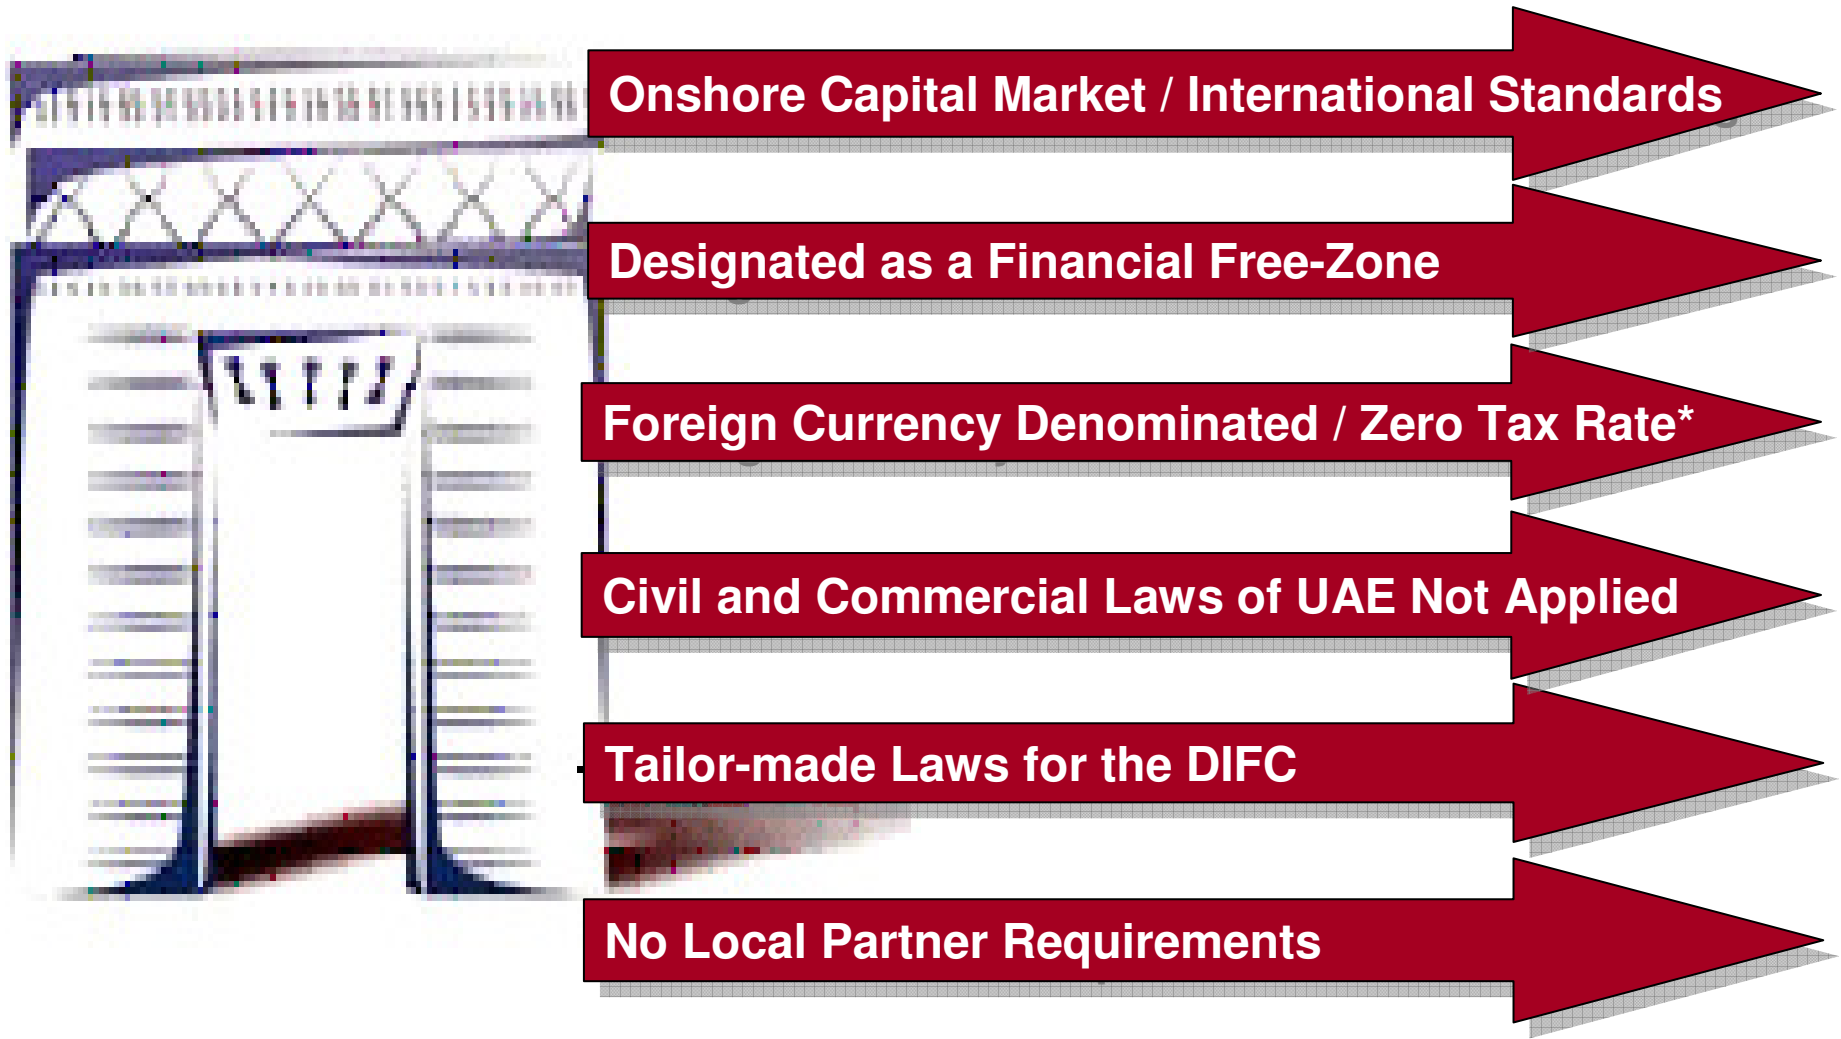 Onshore Capital Market / International Standards
Designated as a Financial Free-Zone
Foreign Currency Denominated / Zero Tax Rate*
Civil and Commercial Laws of UAE Not Applied
Tailor-made Laws for the DIFC
No Local Partner Requirements